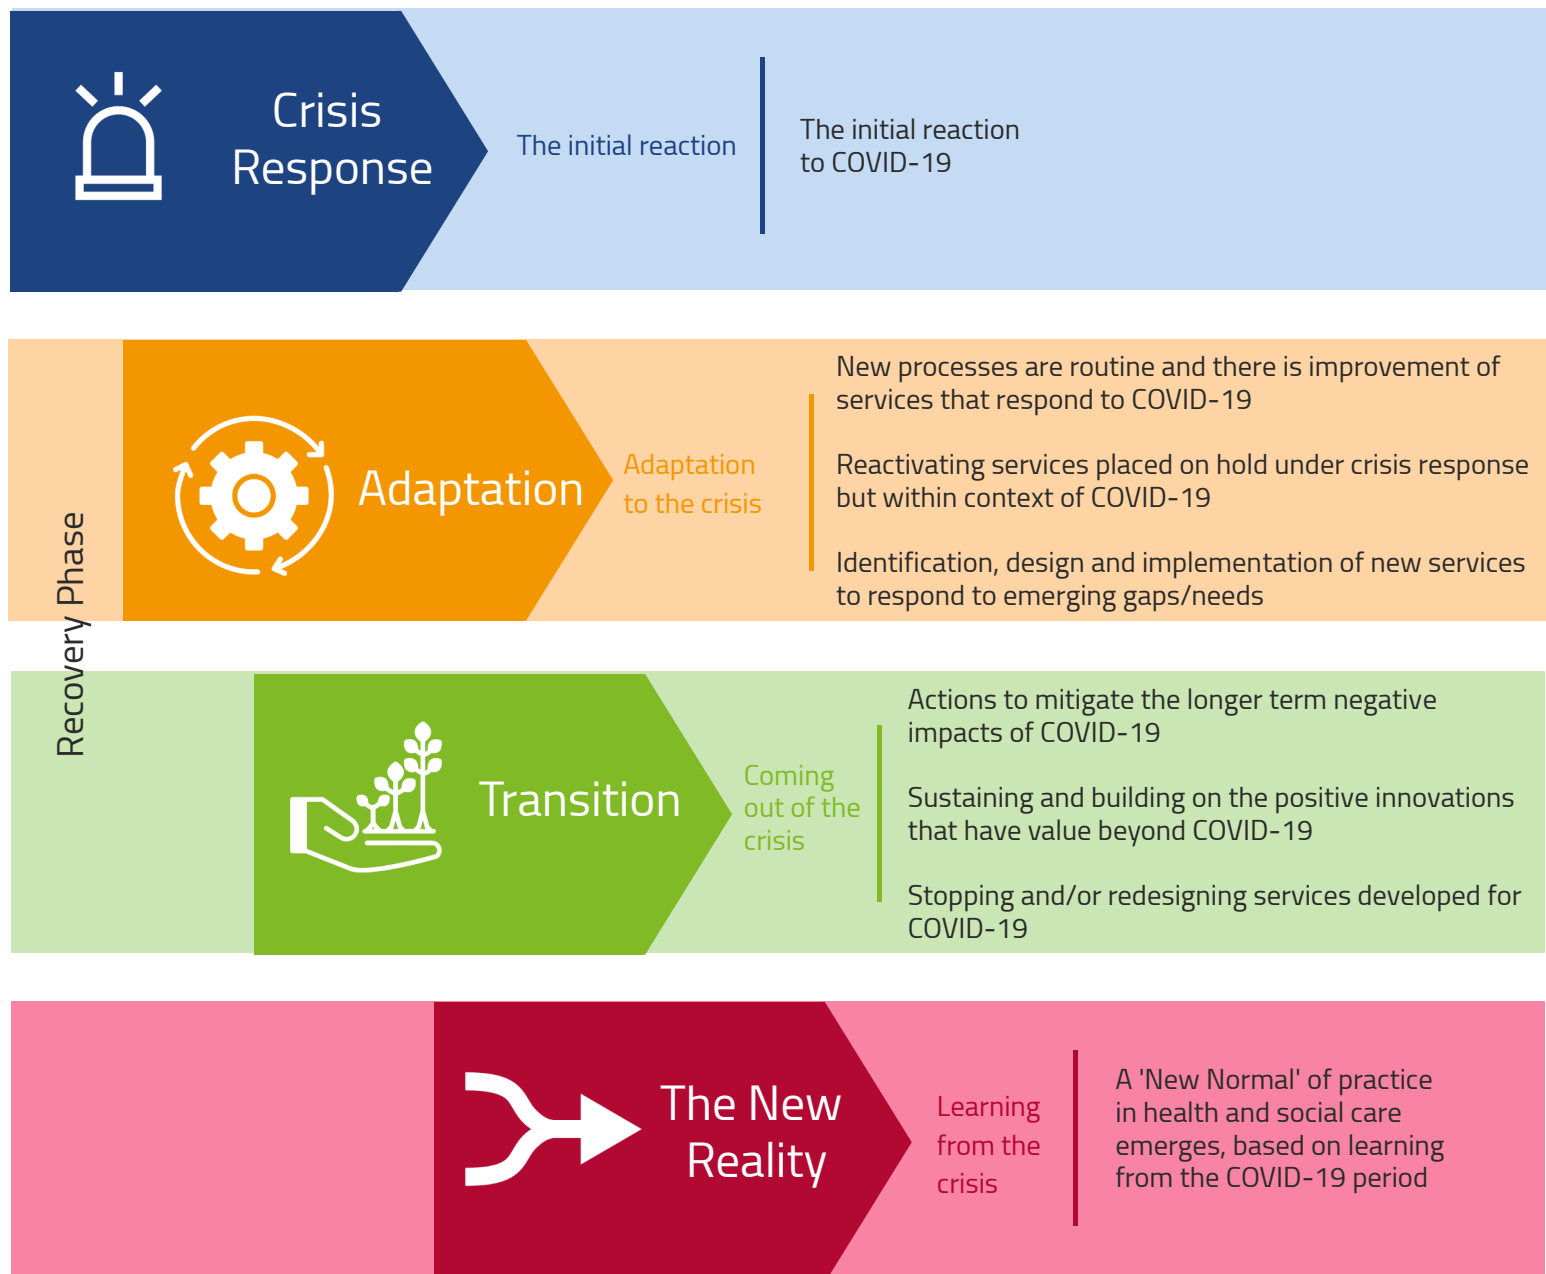 Crisis
Response
The initial reaction
The initial reaction
to COVID-19
Recovery Phase
Adaptation
Adaptation
to the crisis
New processes are routine and there is improvement of
services that respond to COVID-19
Reactivating services placed on hold under crisis response
but within context of COVID-19
Identification, design and implementation of new services
to respond to emerging gaps/needs
Transition
Coming
out of the
crisis
Actions to mitigate the longer term negative
impacts of COVID-19
Sustaining and building on the positive innovations
that have value beyond COVID-19
Stopping and/or redesigning services developed for
COVID-19
The New
Reality
Learning
from the
crisis
A 'New Normal' of practice
in health and social care
emerges, based on learning
from the COVID-19 period